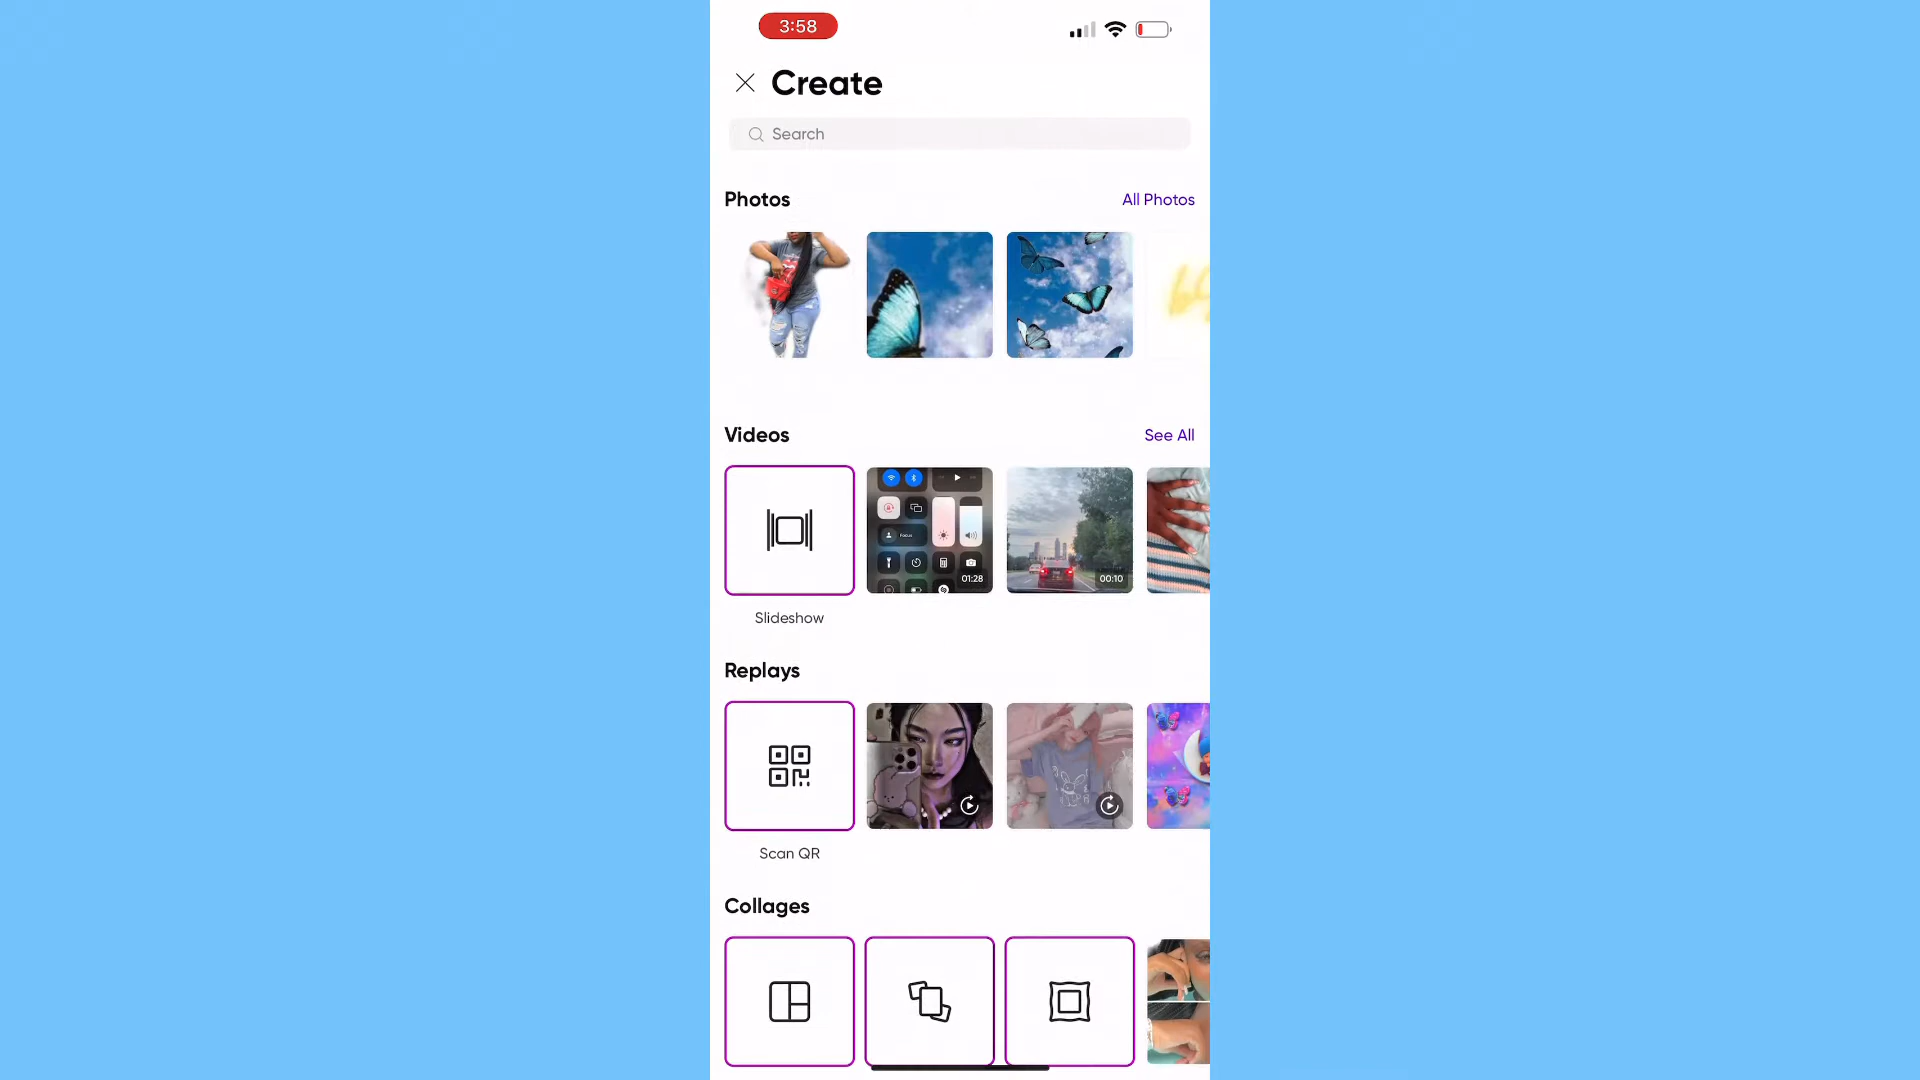 3:58
Create
Search
Photos
All Photos
Videos
See All
Focus
01:28
00:10
Slideshow
Replays
Scan QR
Collages